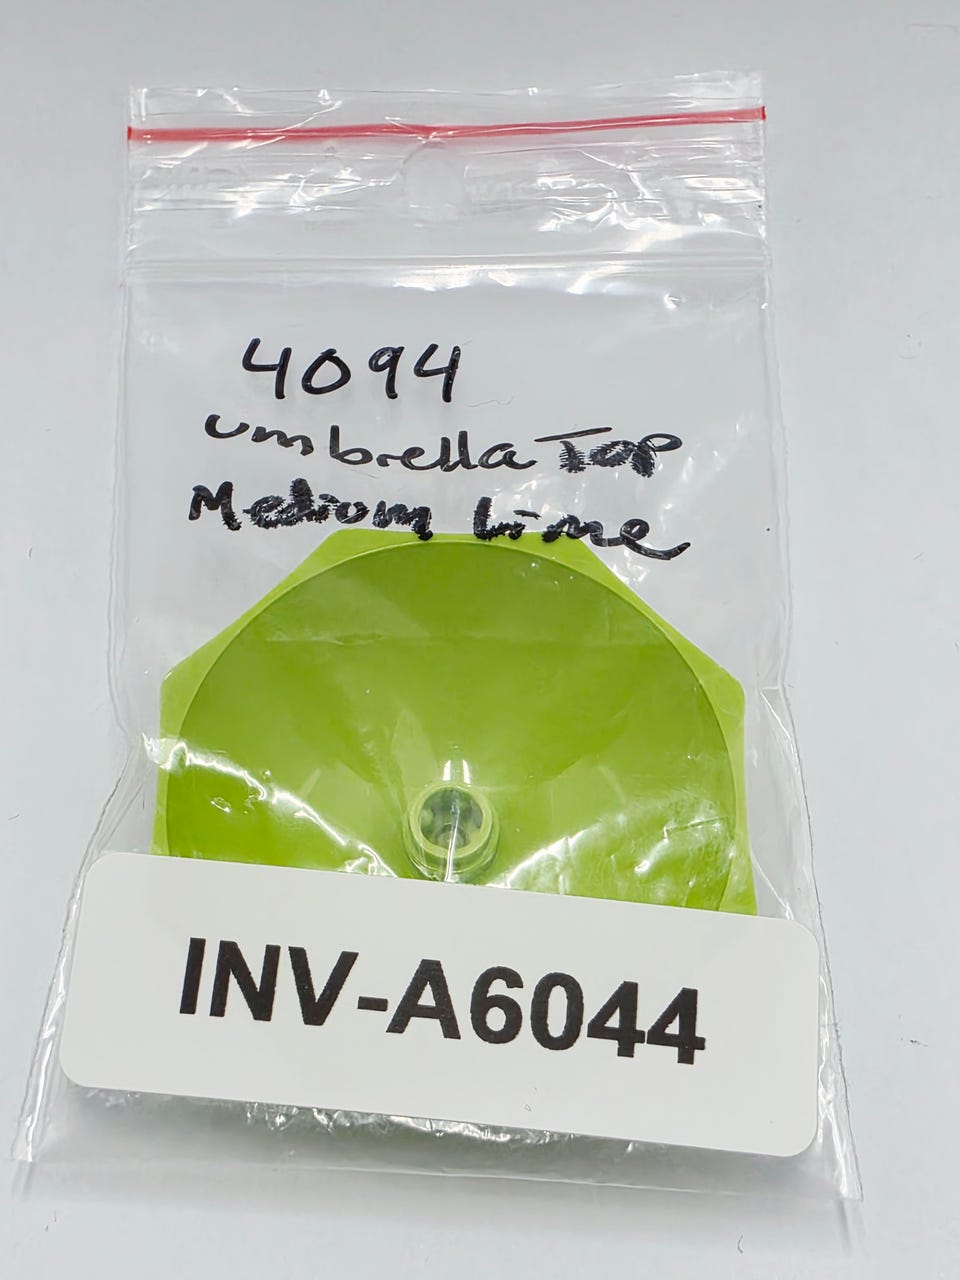 4094
umbrella Top
Medium Lime
INV-A6044